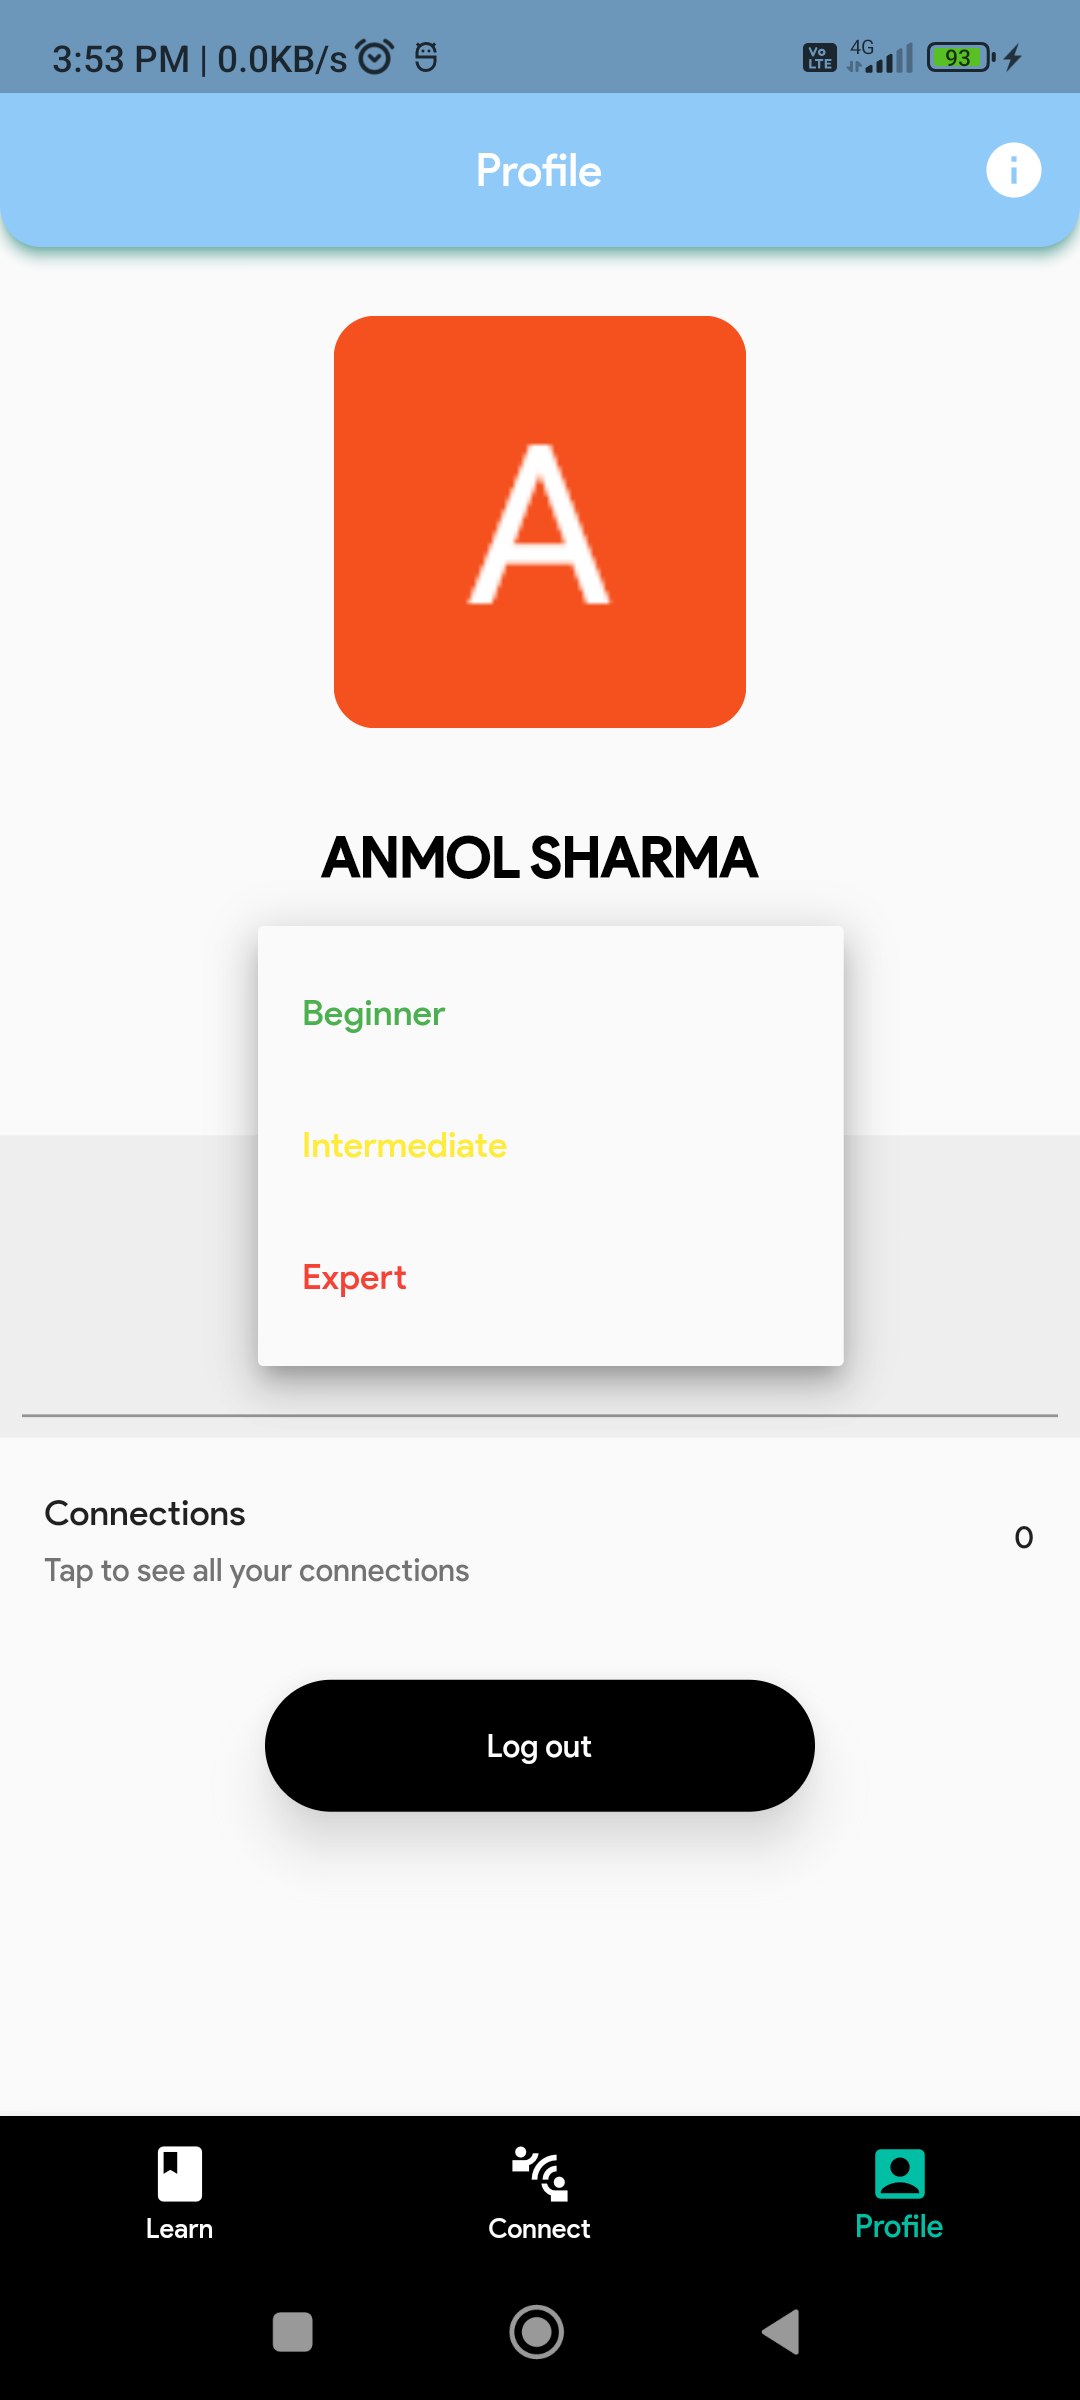 3:53 PM | 0.0KB/s
Vo LTE 4G 93
Profile
A
ANMOL SHARMA
Beginner
Intermediate
Expert
Connections
0
Tap to see all your connections
Log out
Learn
Connect
Profile